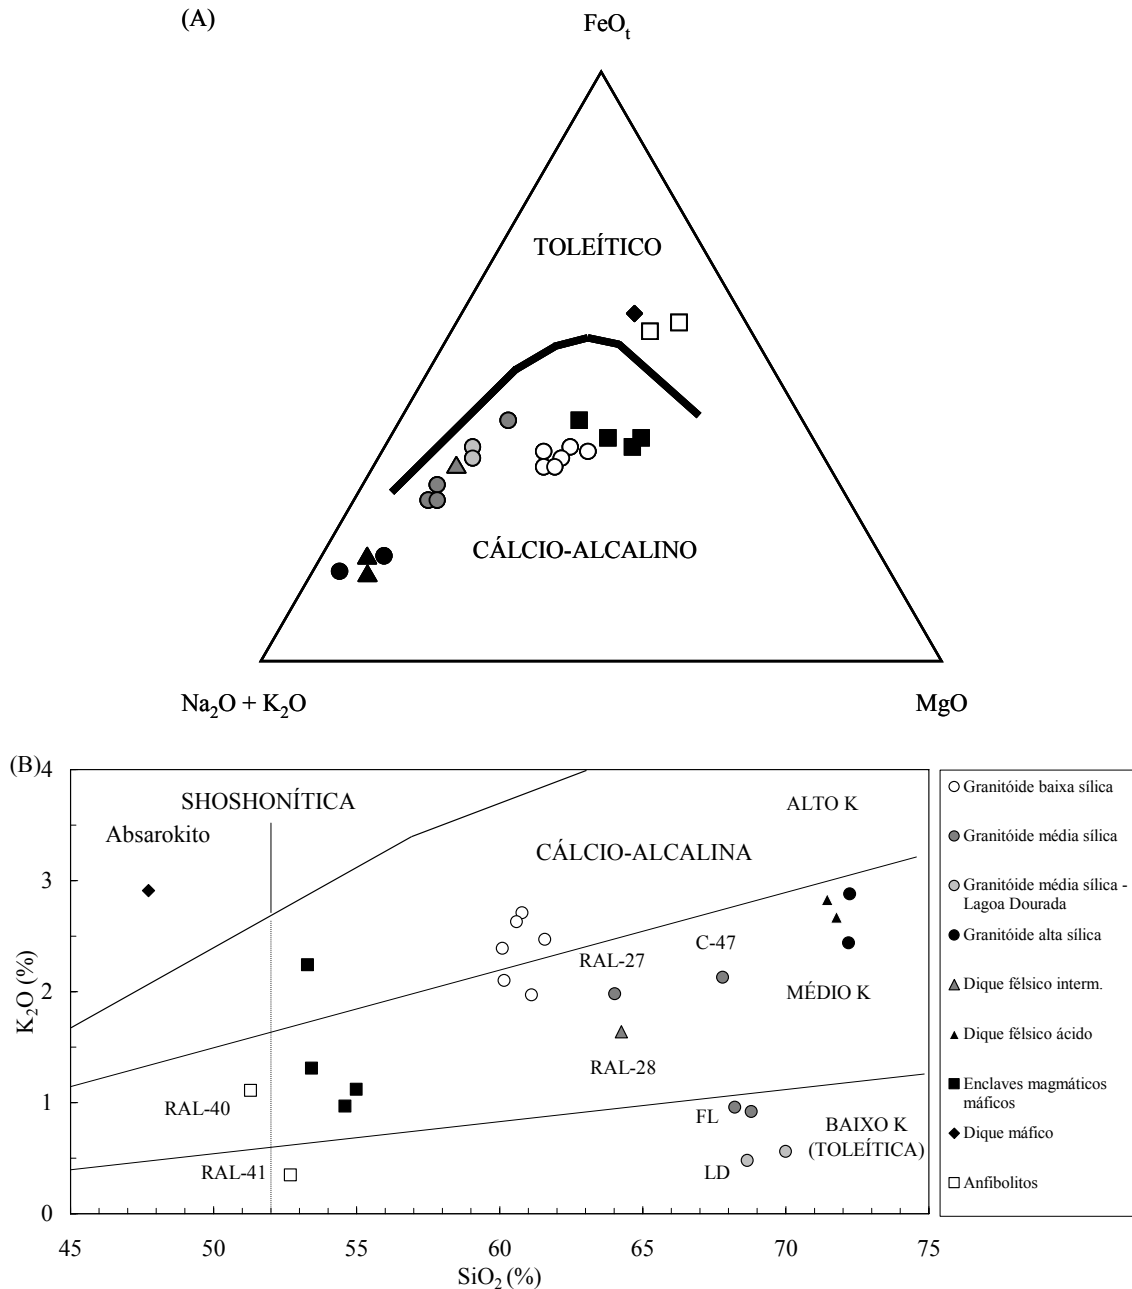 (A)
FeOt
TOLEÍTICO
CÁLCIO-ALCALINO
Na2O + K2O
MgO
(B)
4
3
2
1
0
K2O (%)
SHOSHONÍTICA
Absarokito
ALTO K
CÁLCIO-ALCALINA
RAL-27
C-47
MÉDIO K
RAL-28
RAL-40
FL
BAIXO K
(TOLEÍTICA)
RAL-41
LD
45
50
55
60
65
70
75
SiO2 (%)
Granitóide baixa sílica
Granitóide média sílica
Granitóide média sílica -
Lagoa Dourada
Granitóide alta sílica
Dique félsico interm.
Dique félsico ácido
Enclaves magmáticos
máficos
Dique máfico
Anfibolitos